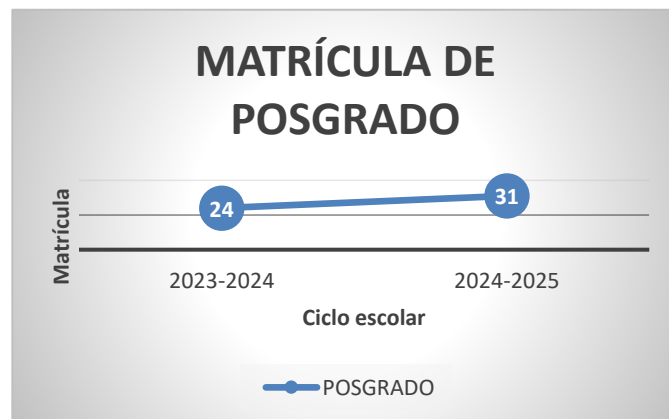 MATRÍCULA DE
POSGRADO
Matrícula
24
31
2023-2024
2024-2025
Ciclo escolar
POSGRADO